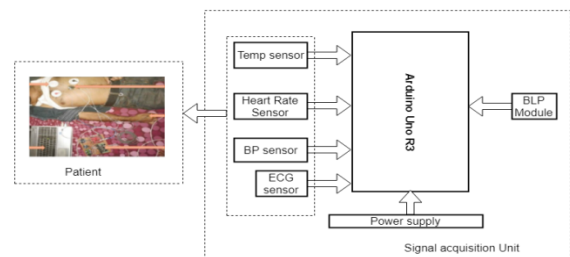 Temp sensor
Heart Rate
Sensor
BP sensor
ECG
sensor
Arduino Uno R3
BLP
Module
Power supply
Patient
Signal acquisition Unit